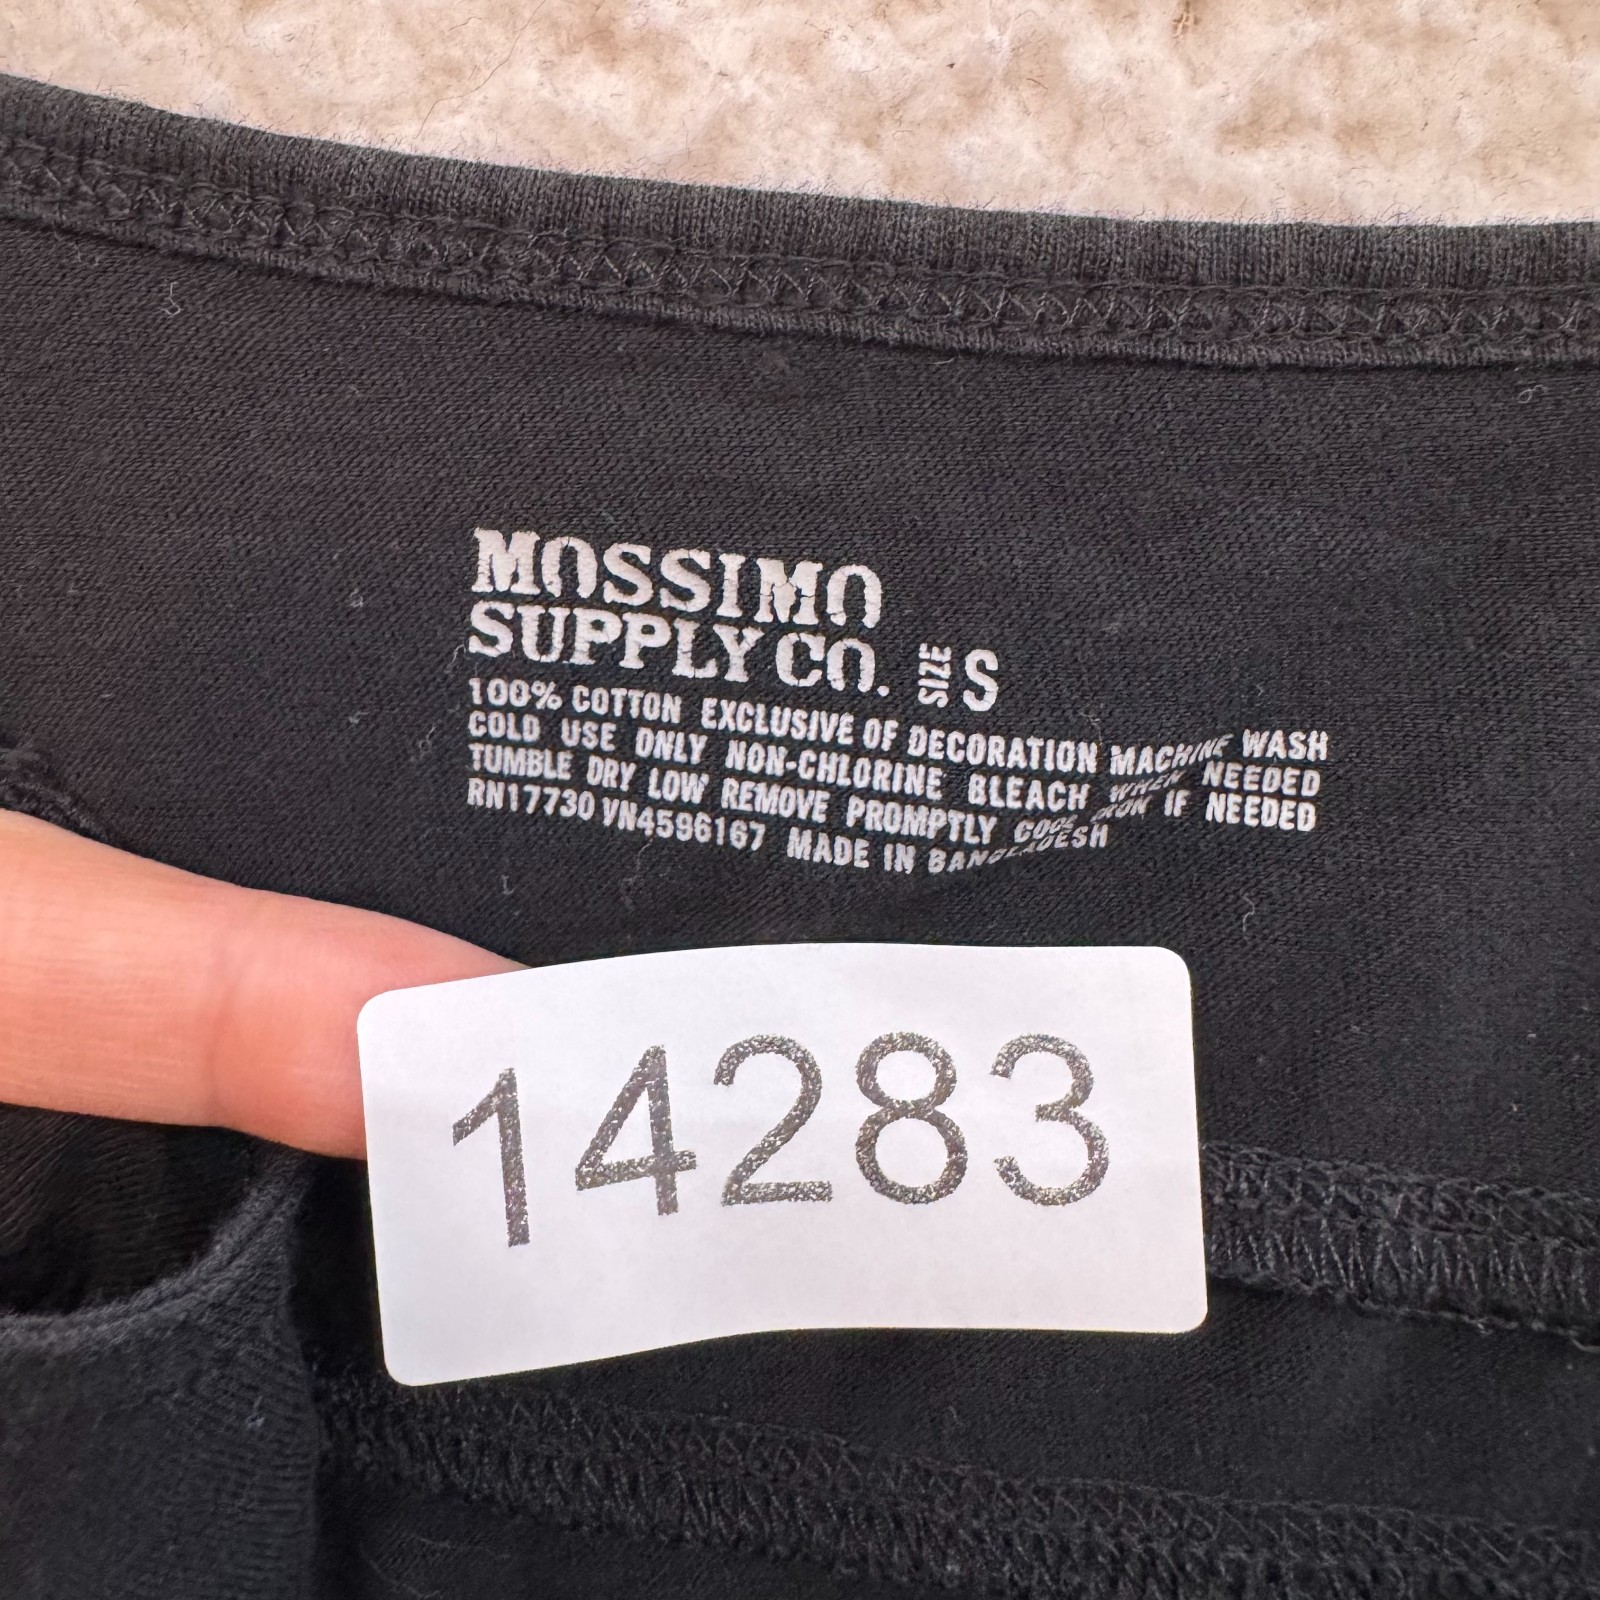 MOSSIMO
SUPPLY CO. SIZE S
100% COTTON EXCLUSIVE OF DECORATION MACHINE WASH
COLD USE ONLY NON-CHLORINE BLEACH WHEN NEEDED
TUMBLE DRY LOW REMOVE PROMPTLY COOL IRON IF NEEDED
RN17730 VN4596167 MADE IN BANGLADESH
14283